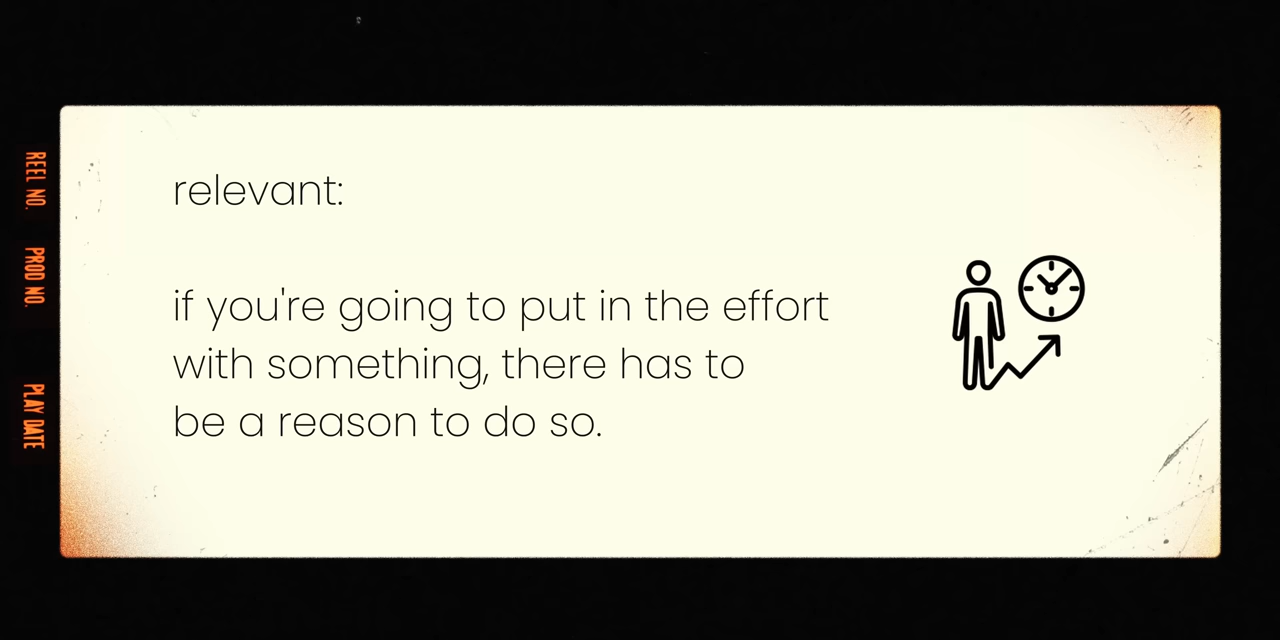 REEL NO.
PROD NO.
PLAY DATE
relevant:
if you're going to put in the effort
with something, there has to
be a reason to do so.